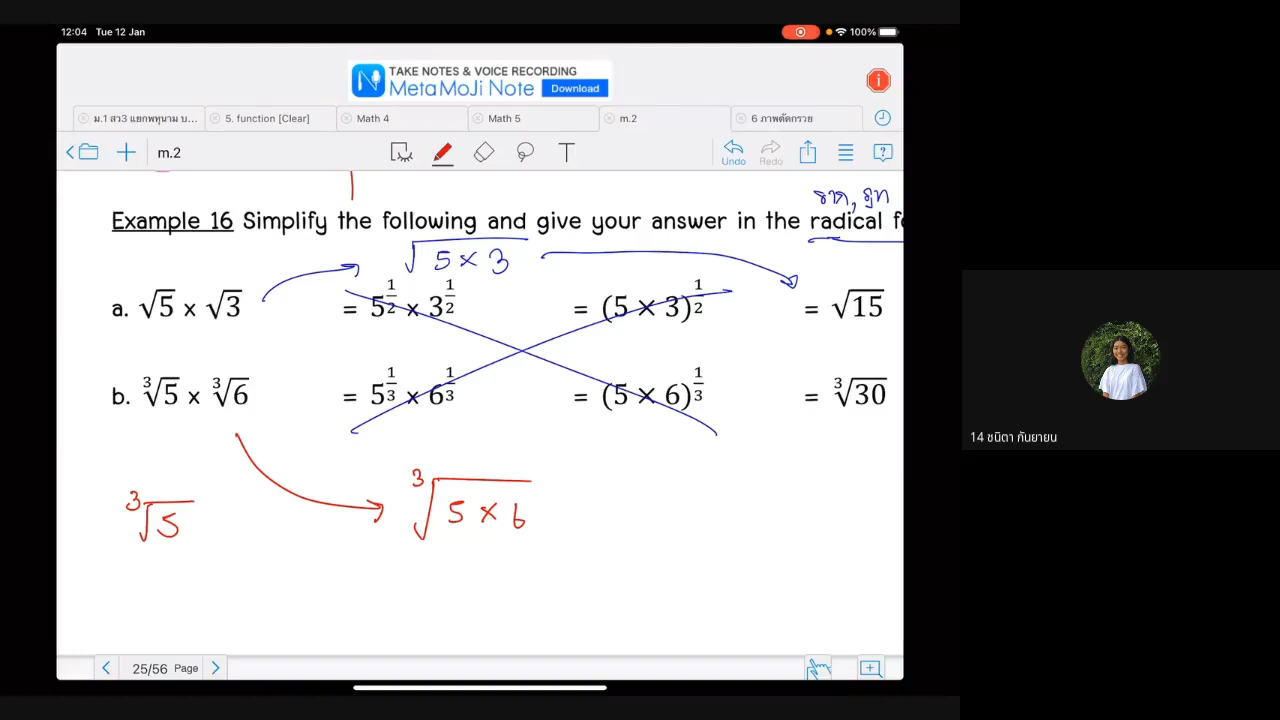 12:04 Tue 12 Jan 100%
TAKE NOTES & VOICE RECORDING
MetaMoJi Note Download
ม.1 สว3 แยกพหุนาม บ... 5. function [Clear] Math 4 Math 5 m.2 6 ภาพตัดกรวย
m.2 T Undo Redo
ราก,
Example 16 Simplify the following and give your answer in the radical
√(5 × 3)
a. √5 × √3 = 5^(1/2) × 3^(1/2) = (5 × 3)^(1/2) = √15
b. ∛5 × ∛6 = 5^(1/3) × 6^(1/3) = (5 × 6)^(1/3) = ∛30
∛5 ∛(5 × 6)
25/56 Page
14 ชนิตา กันยายน